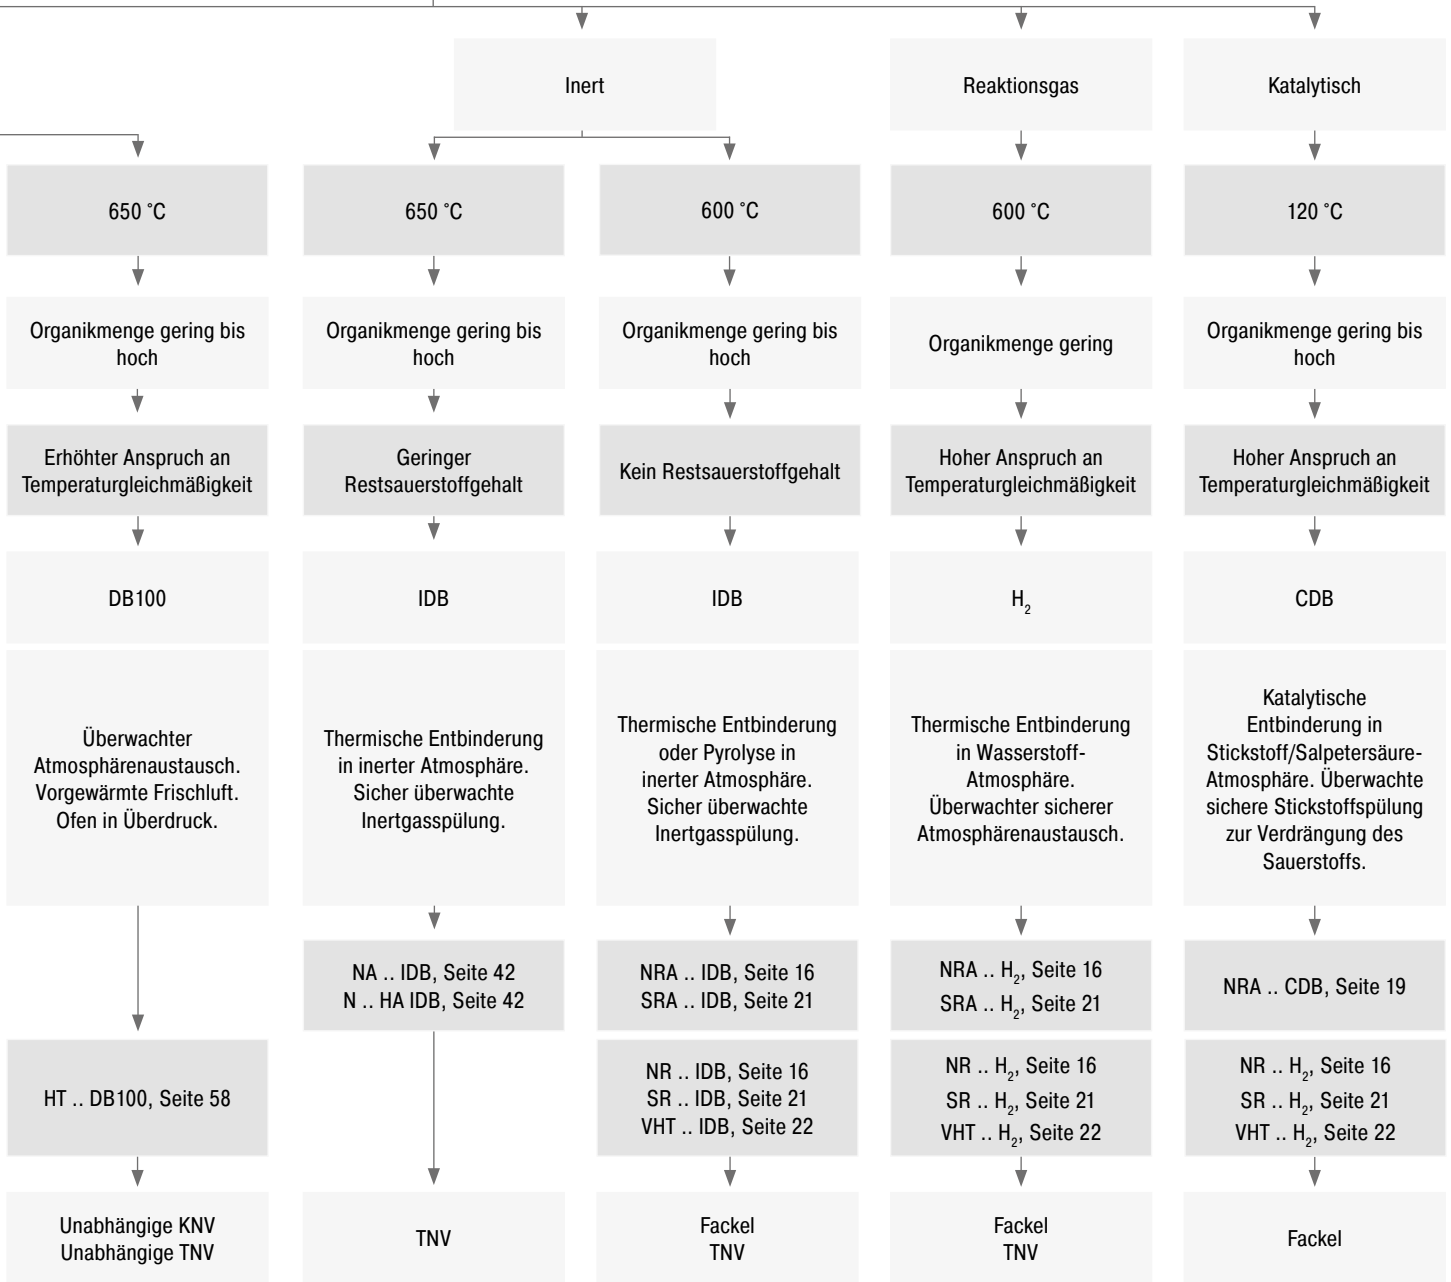 Inert
Reaktionsgas
Katalytisch
650 °C
650 °C
600 °C
600 °C
120 °C
Organikmenge gering bis
hoch
Organikmenge gering bis
hoch
Organikmenge gering bis
hoch
Organikmenge gering
Organikmenge gering bis
hoch
Erhöhter Anspruch an
Temperaturgleichmäßigkeit
Geringer
Restsauerstoffgehalt
Kein Restsauerstoffgehalt
Hoher Anspruch an
Temperaturgleichmäßigkeit
Hoher Anspruch an
Temperaturgleichmäßigkeit
DB100
IDB
IDB
H₂
CDB
Überwachter
Atmosphärenaustausch.
Vorgewärmte Frischluft.
Ofen in Überdruck.
Thermische Entbinderung
in inerter Atmosphäre.
Sicher überwachte
Inertgasspülung.
Thermische Entbinderung
oder Pyrolyse in
inerter Atmosphäre.
Sicher überwachte
Inertgasspülung.
Thermische Entbinderung
in Wasserstoff-
Atmosphäre.
Überwachter sicherer
Atmosphärenaustausch.
Katalytische
Entbinderung in
Stickstoff/Salpetersäure-
Atmosphäre. Überwachte
sichere Stickstoffspülung
zur Verdrängung des
Sauerstoffs.
NA .. IDB, Seite 42
N .. HA IDB, Seite 42
NRA .. IDB, Seite 16
SRA .. IDB, Seite 21
NRA .. H₂, Seite 16
SRA .. H₂, Seite 21
NRA .. CDB, Seite 19
HT .. DB100, Seite 58
NR .. IDB, Seite 16
SR .. IDB, Seite 21
VHT .. IDB, Seite 22
NR .. H₂, Seite 16
SR .. H₂, Seite 21
VHT .. H₂, Seite 22
NR .. H₂, Seite 16
SR .. H₂, Seite 21
VHT .. H₂, Seite 22
Unabhängige KNV
Unabhängige TNV
TNV
Fackel
TNV
Fackel
TNV
Fackel